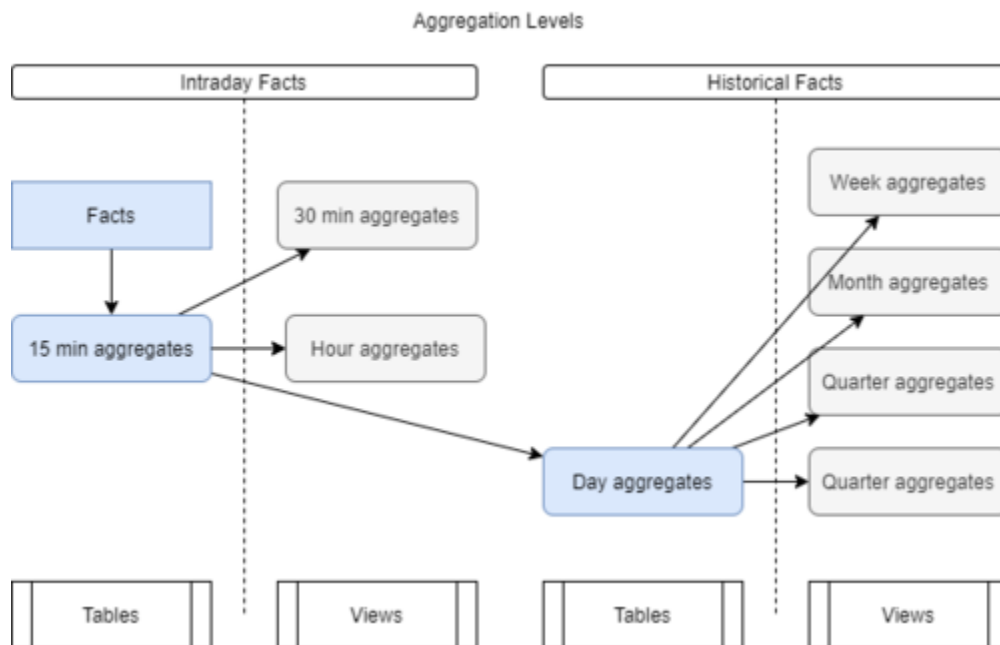 Aggregation Levels
Intraday Facts
Historical Facts
Facts
30 min aggregates
15 min aggregates
Hour aggregates
Week aggregates
Month aggregates
Quarter aggregates
Day aggregates
Quarter aggregates
Tables
Views
Tables
Views